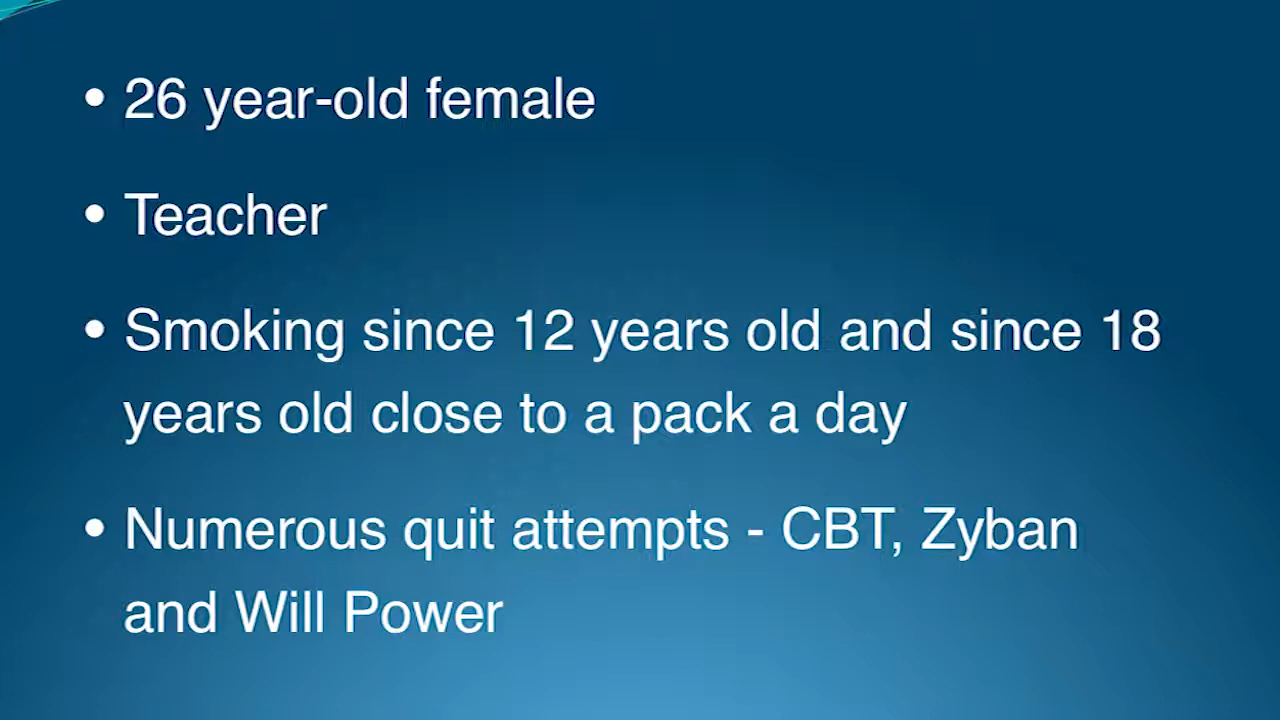 • 26 year-old female
• Teacher
• Smoking since 12 years old and since 18
years old close to a pack a day
• Numerous quit attempts - CBT, Zyban
and Will Power